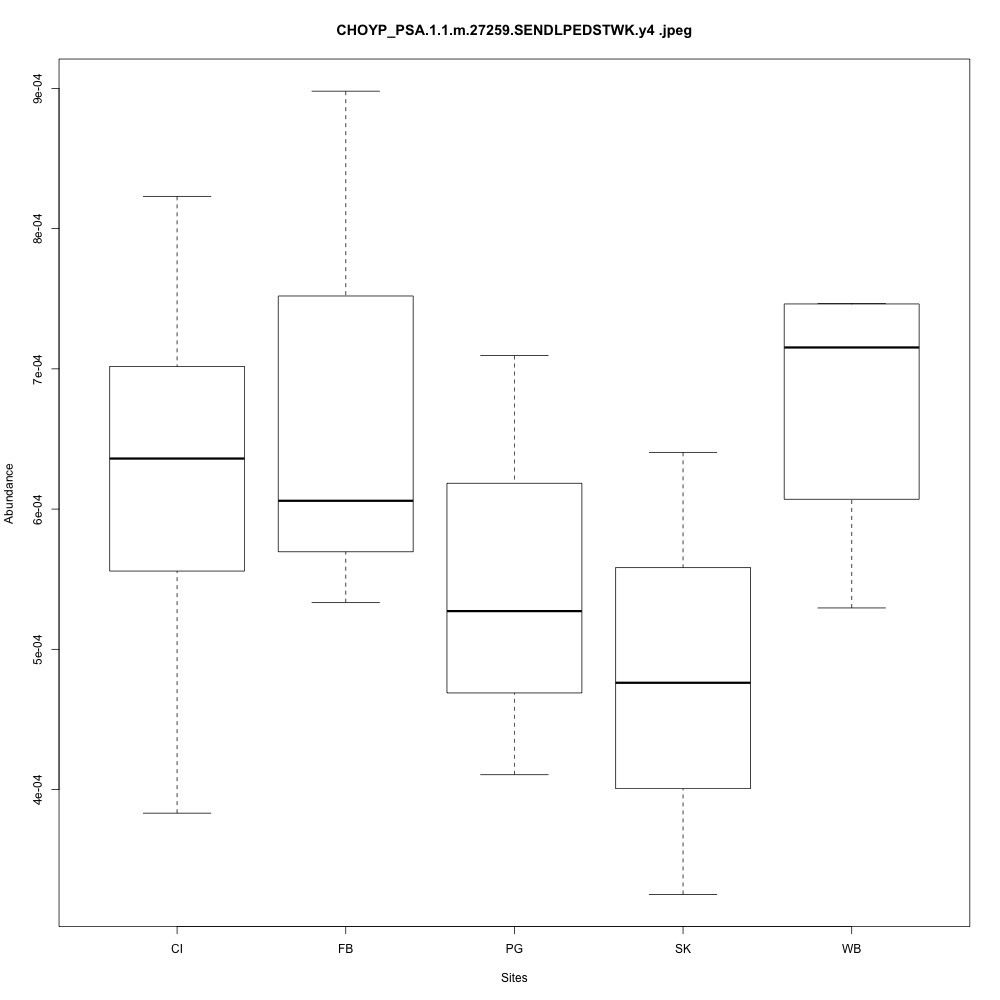 CHOYP_PSA.1.1.m.27259.SENDLPEDSTWK.y4 .jpeg
9e-04
8e-04
7e-04
6e-04
5e-04
4e-04
Abundance
CI FB PG SK WB
Sites